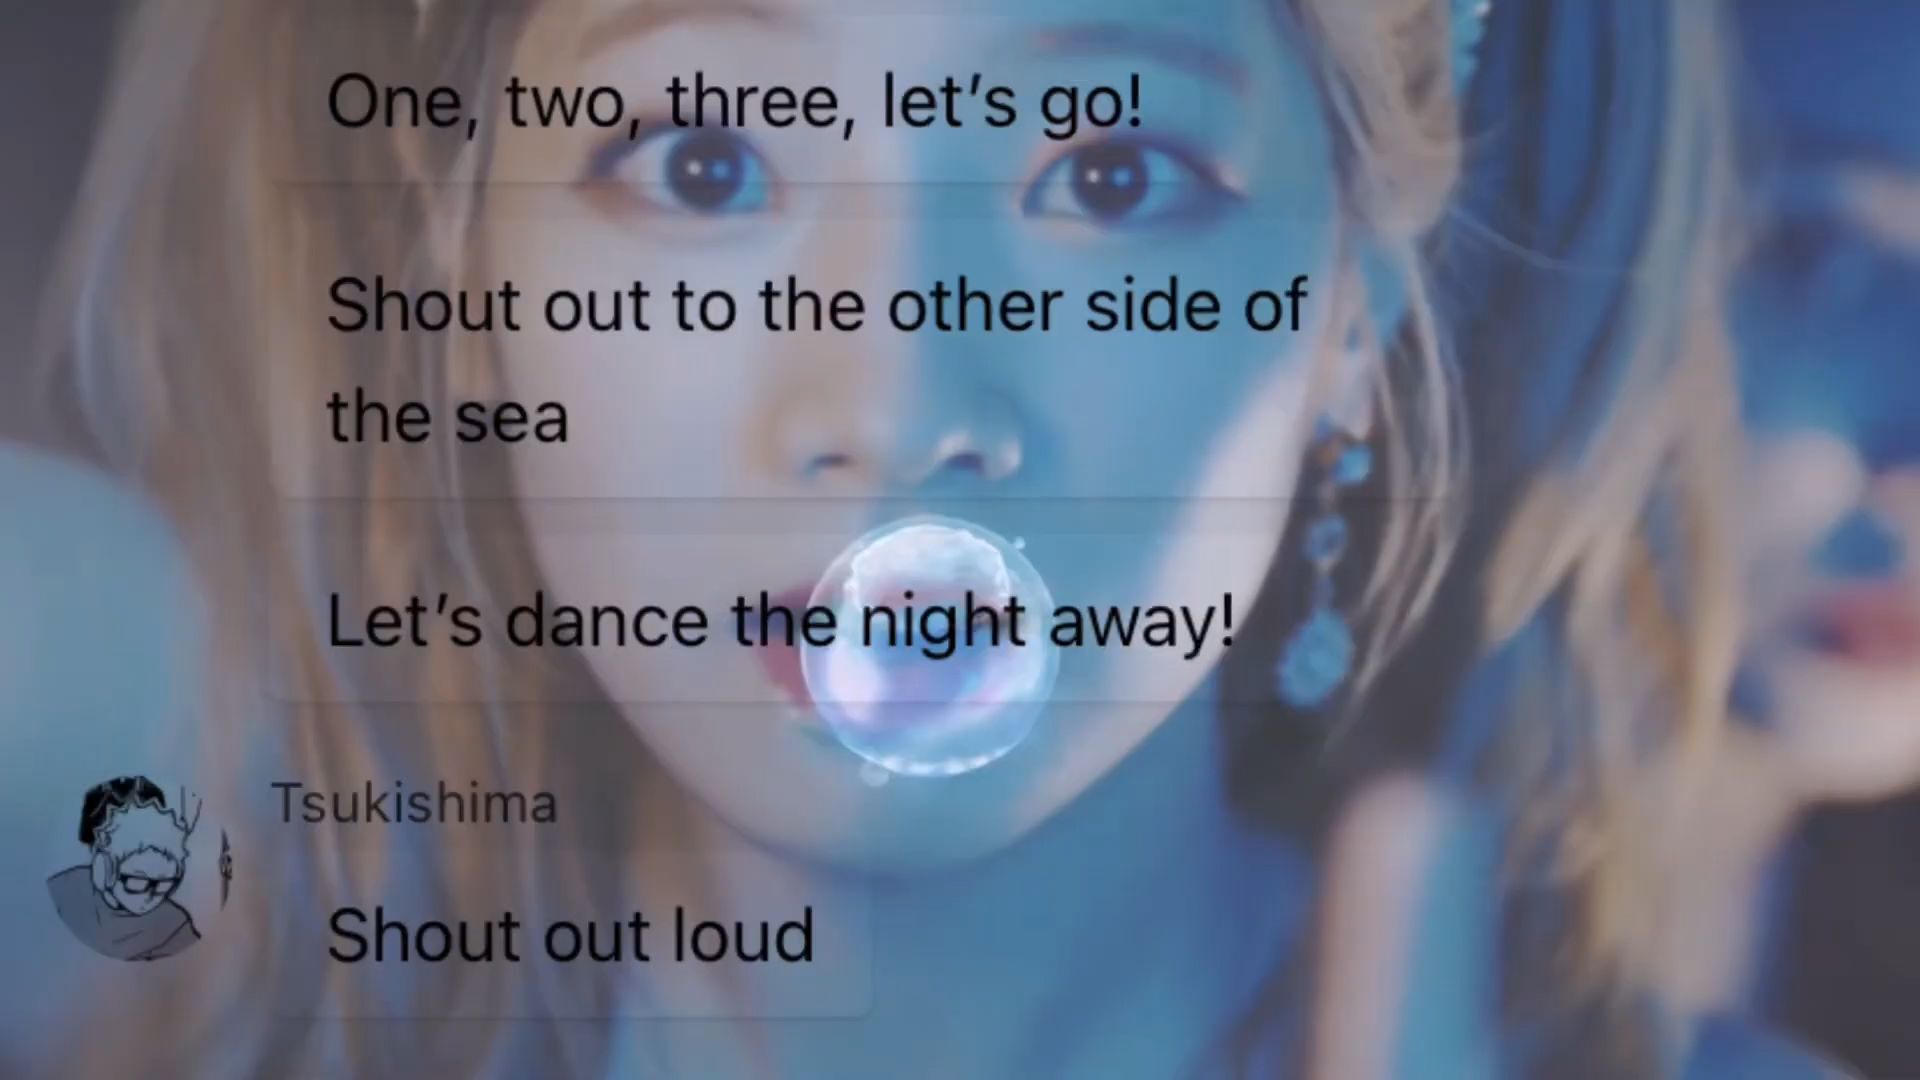 One, two, three, let’s go!
Shout out to the other side of
the sea
Let’s dance the night away!
Tsukishima
Shout out loud